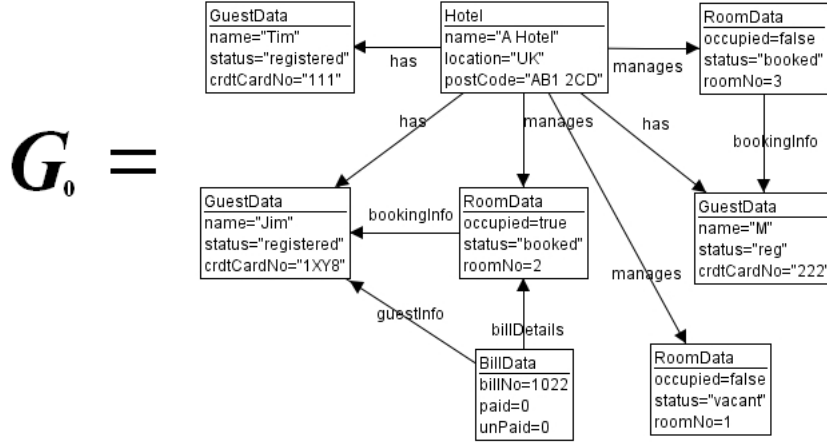 GuestData
name="Tim"
status="registered"
crdtCardNo="111"
Hotel
name="A Hotel"
location="UK"
postCode="AB1 2CD"
RoomData
occupied=false
status="booked"
roomNo=3
has
manages
has
manages
has
bookingInfo
G₀ =
GuestData
name="Jim"
status="registered"
crdtCardNo="1XY8"
bookingInfo
RoomData
occupied=true
status="booked"
roomNo=2
GuestData
name="M"
status="reg"
crdtCardNo="222"
manages
guestInfo
billDetails
BillData
billNo=1022
paid=0
unPaid=0
RoomData
occupied=false
status="vacant"
roomNo=1